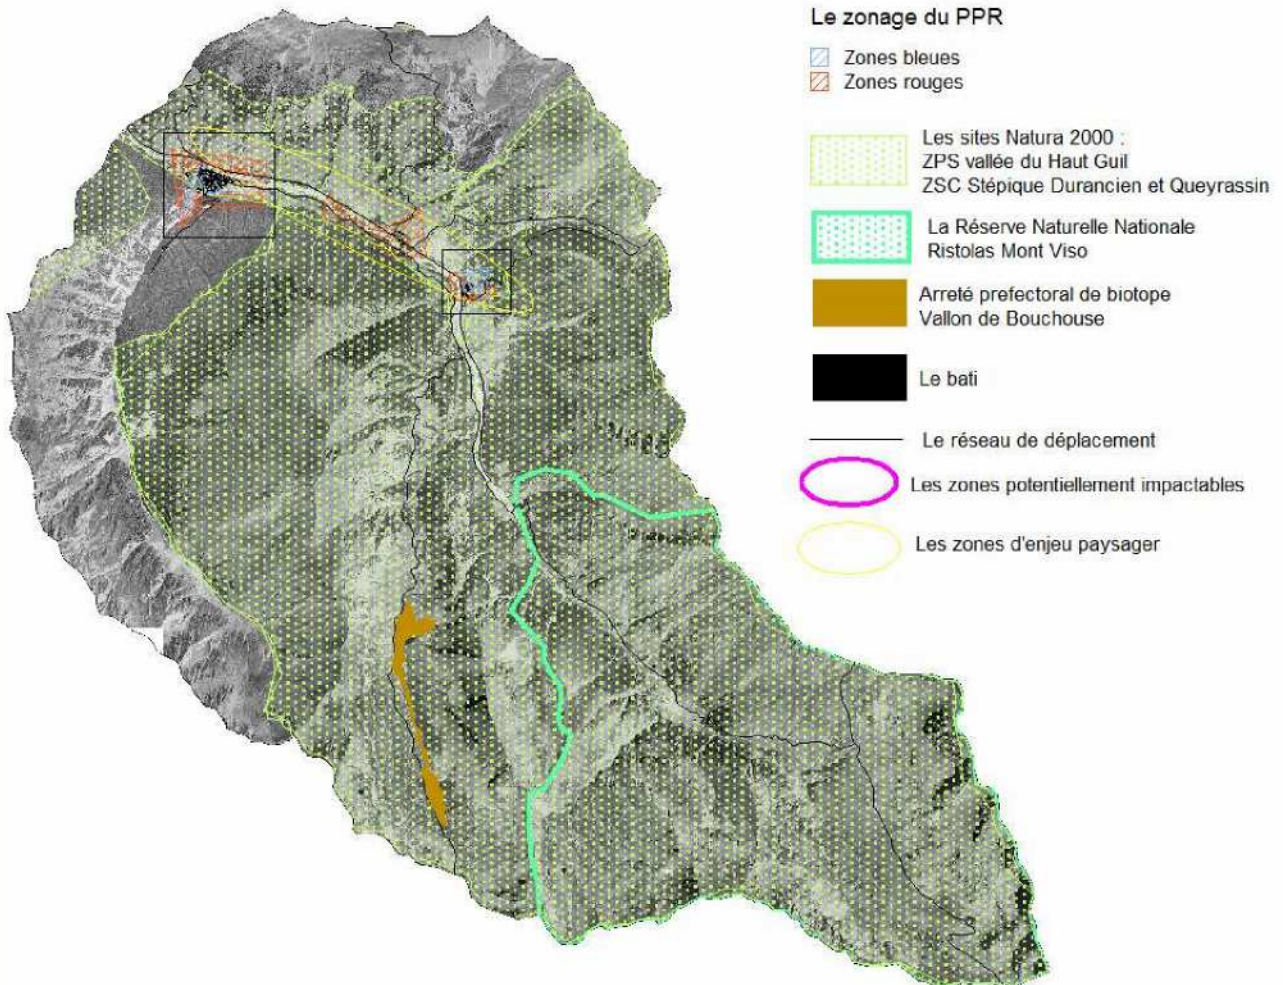 Le zonage du PPR
Zones bleues
Zones rouges
Les sites Natura 2000 :
ZPS vallée du Haut Guil
ZSC Stépique Durancien et Queyrassin
La Réserve Naturelle Nationale
Ristolas Mont Viso
Arreté prefectoral de biotope
Vallon de Bouchouse
Le bati
Le réseau de déplacement
Les zones potentiellement impactables
Les zones d'enjeu paysager